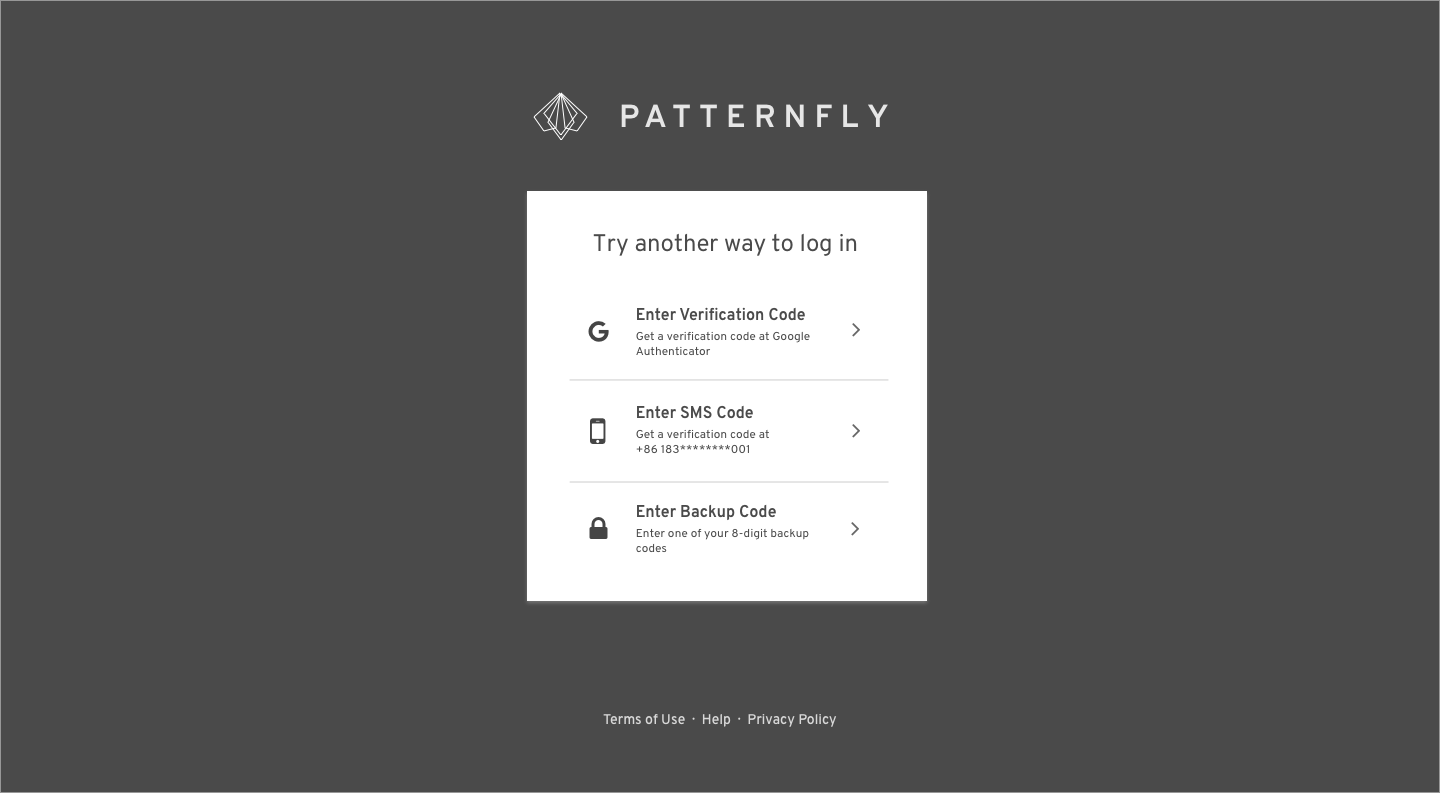 PATTERNFLY
Try another way to log in
Enter Verification Code
Get a verification code at Google
Authenticator
Enter SMS Code
Get a verification code at
+86 183********001
Enter Backup Code
Enter one of your 8-digit backup
codes
Terms of Use · Help · Privacy Policy